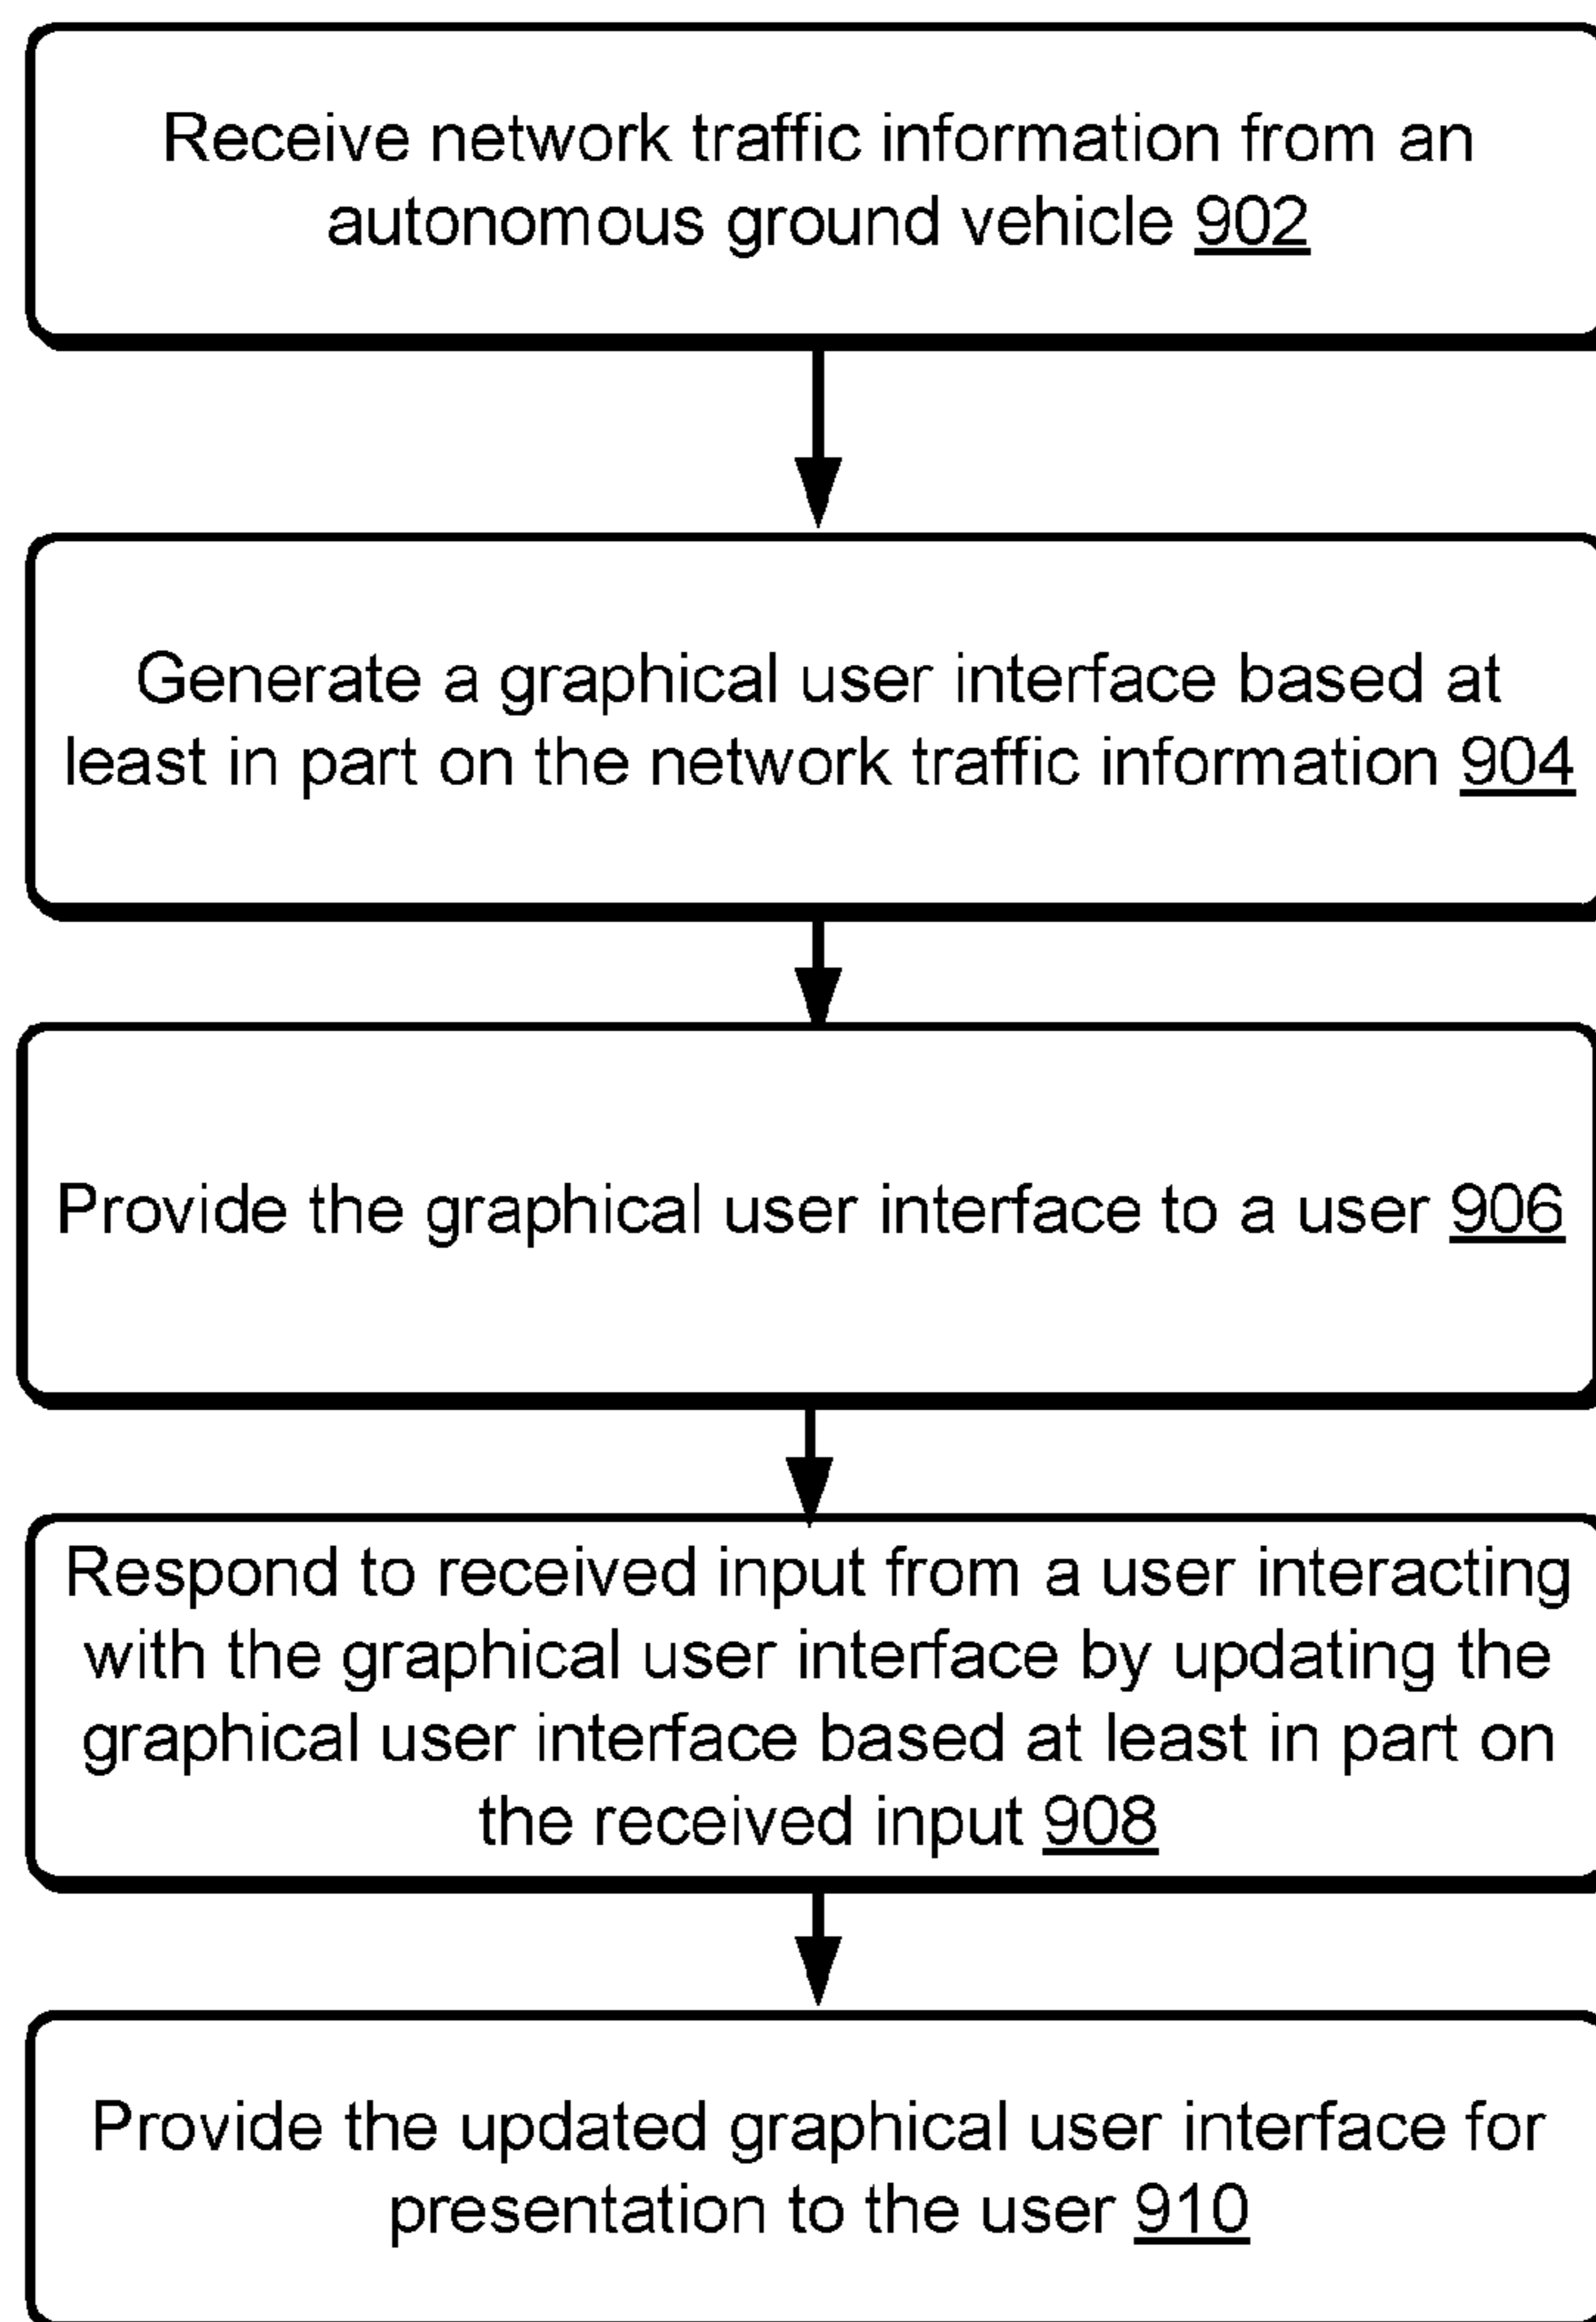 Receive network traffic information from an
autonomous ground vehicle 902
Generate a graphical user interface based at
least in part on the network traffic information 904
Provide the graphical user interface to a user 906
Respond to received input from a user interacting
with the graphical user interface by updating the
graphical user interface based at least in part on
the received input 908
Provide the updated graphical user interface for
presentation to the user 910